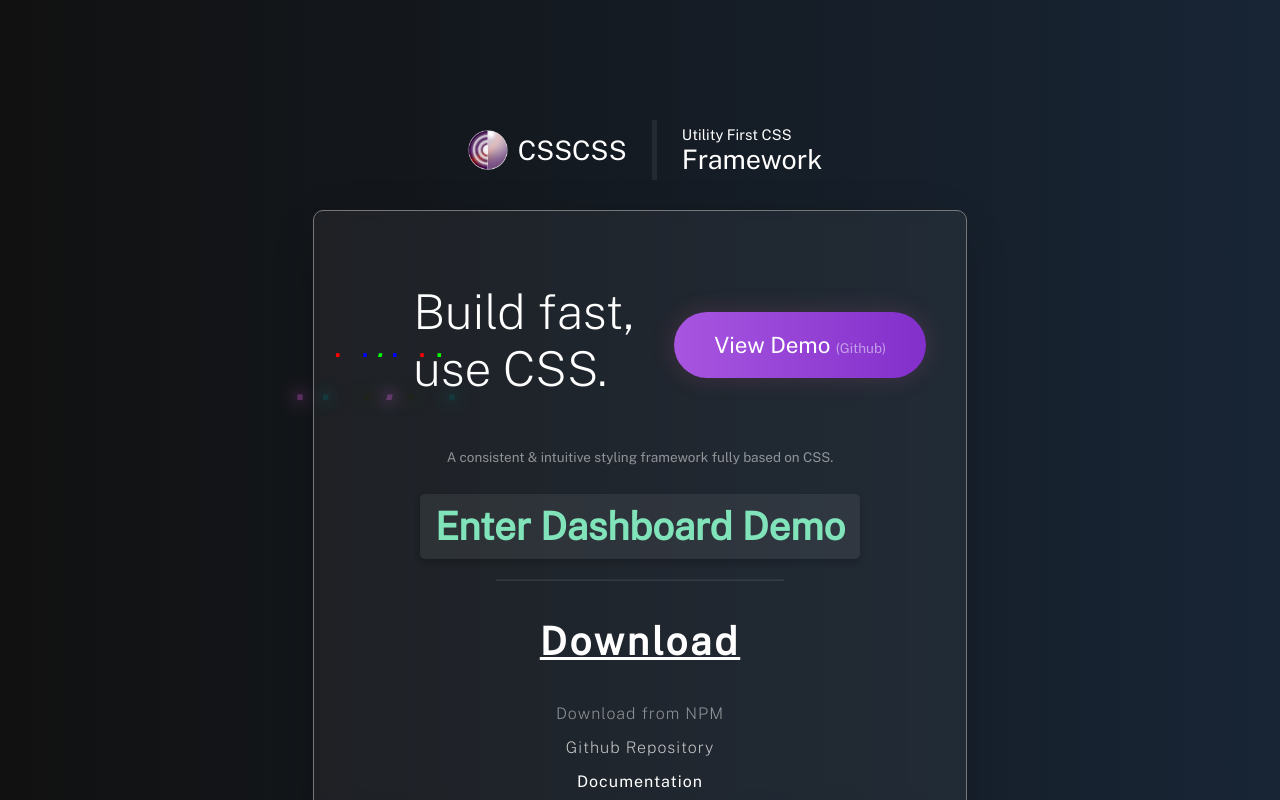 CSSCSS
Utility First CSS
Framework
Build fast,
use CSS.
View Demo (Github)
A consistent & intuitive styling framework fully based on CSS.
Enter Dashboard Demo
Download
Download from NPM
Github Repository
Documentation